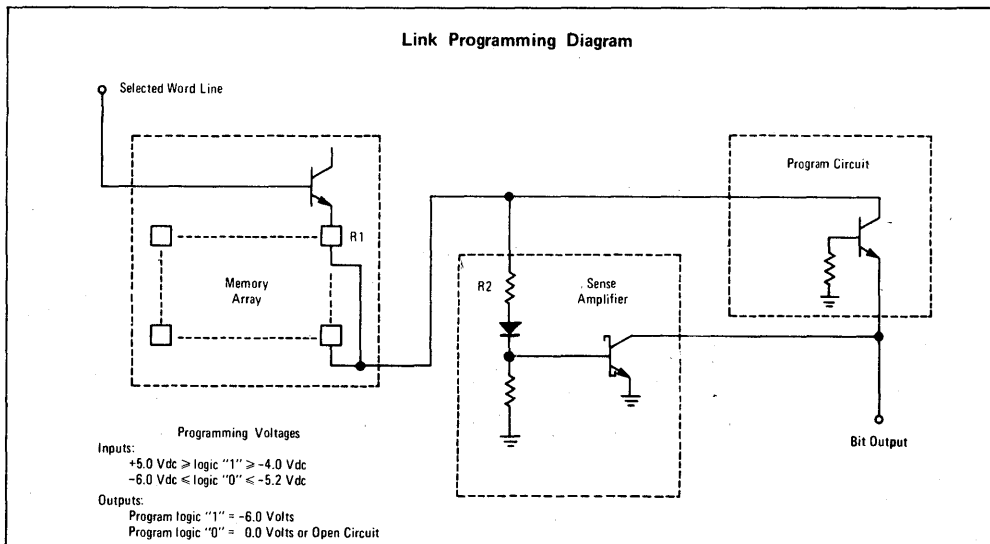 Link Programming Diagram
Selected Word Line
Program Circuit
R1
Memory
Array
R2
Sense
Amplifier
Bit Output
Programming Voltages
Inputs:
+5.0 Vdc ≥ logic "1" ≥ -4.0 Vdc
-6.0 Vdc ≤ logic "0" ≤ -5.2 Vdc
Outputs:
Program logic "1" = -6.0 Volts
Program logic "0" = 0.0 Volts or Open Circuit